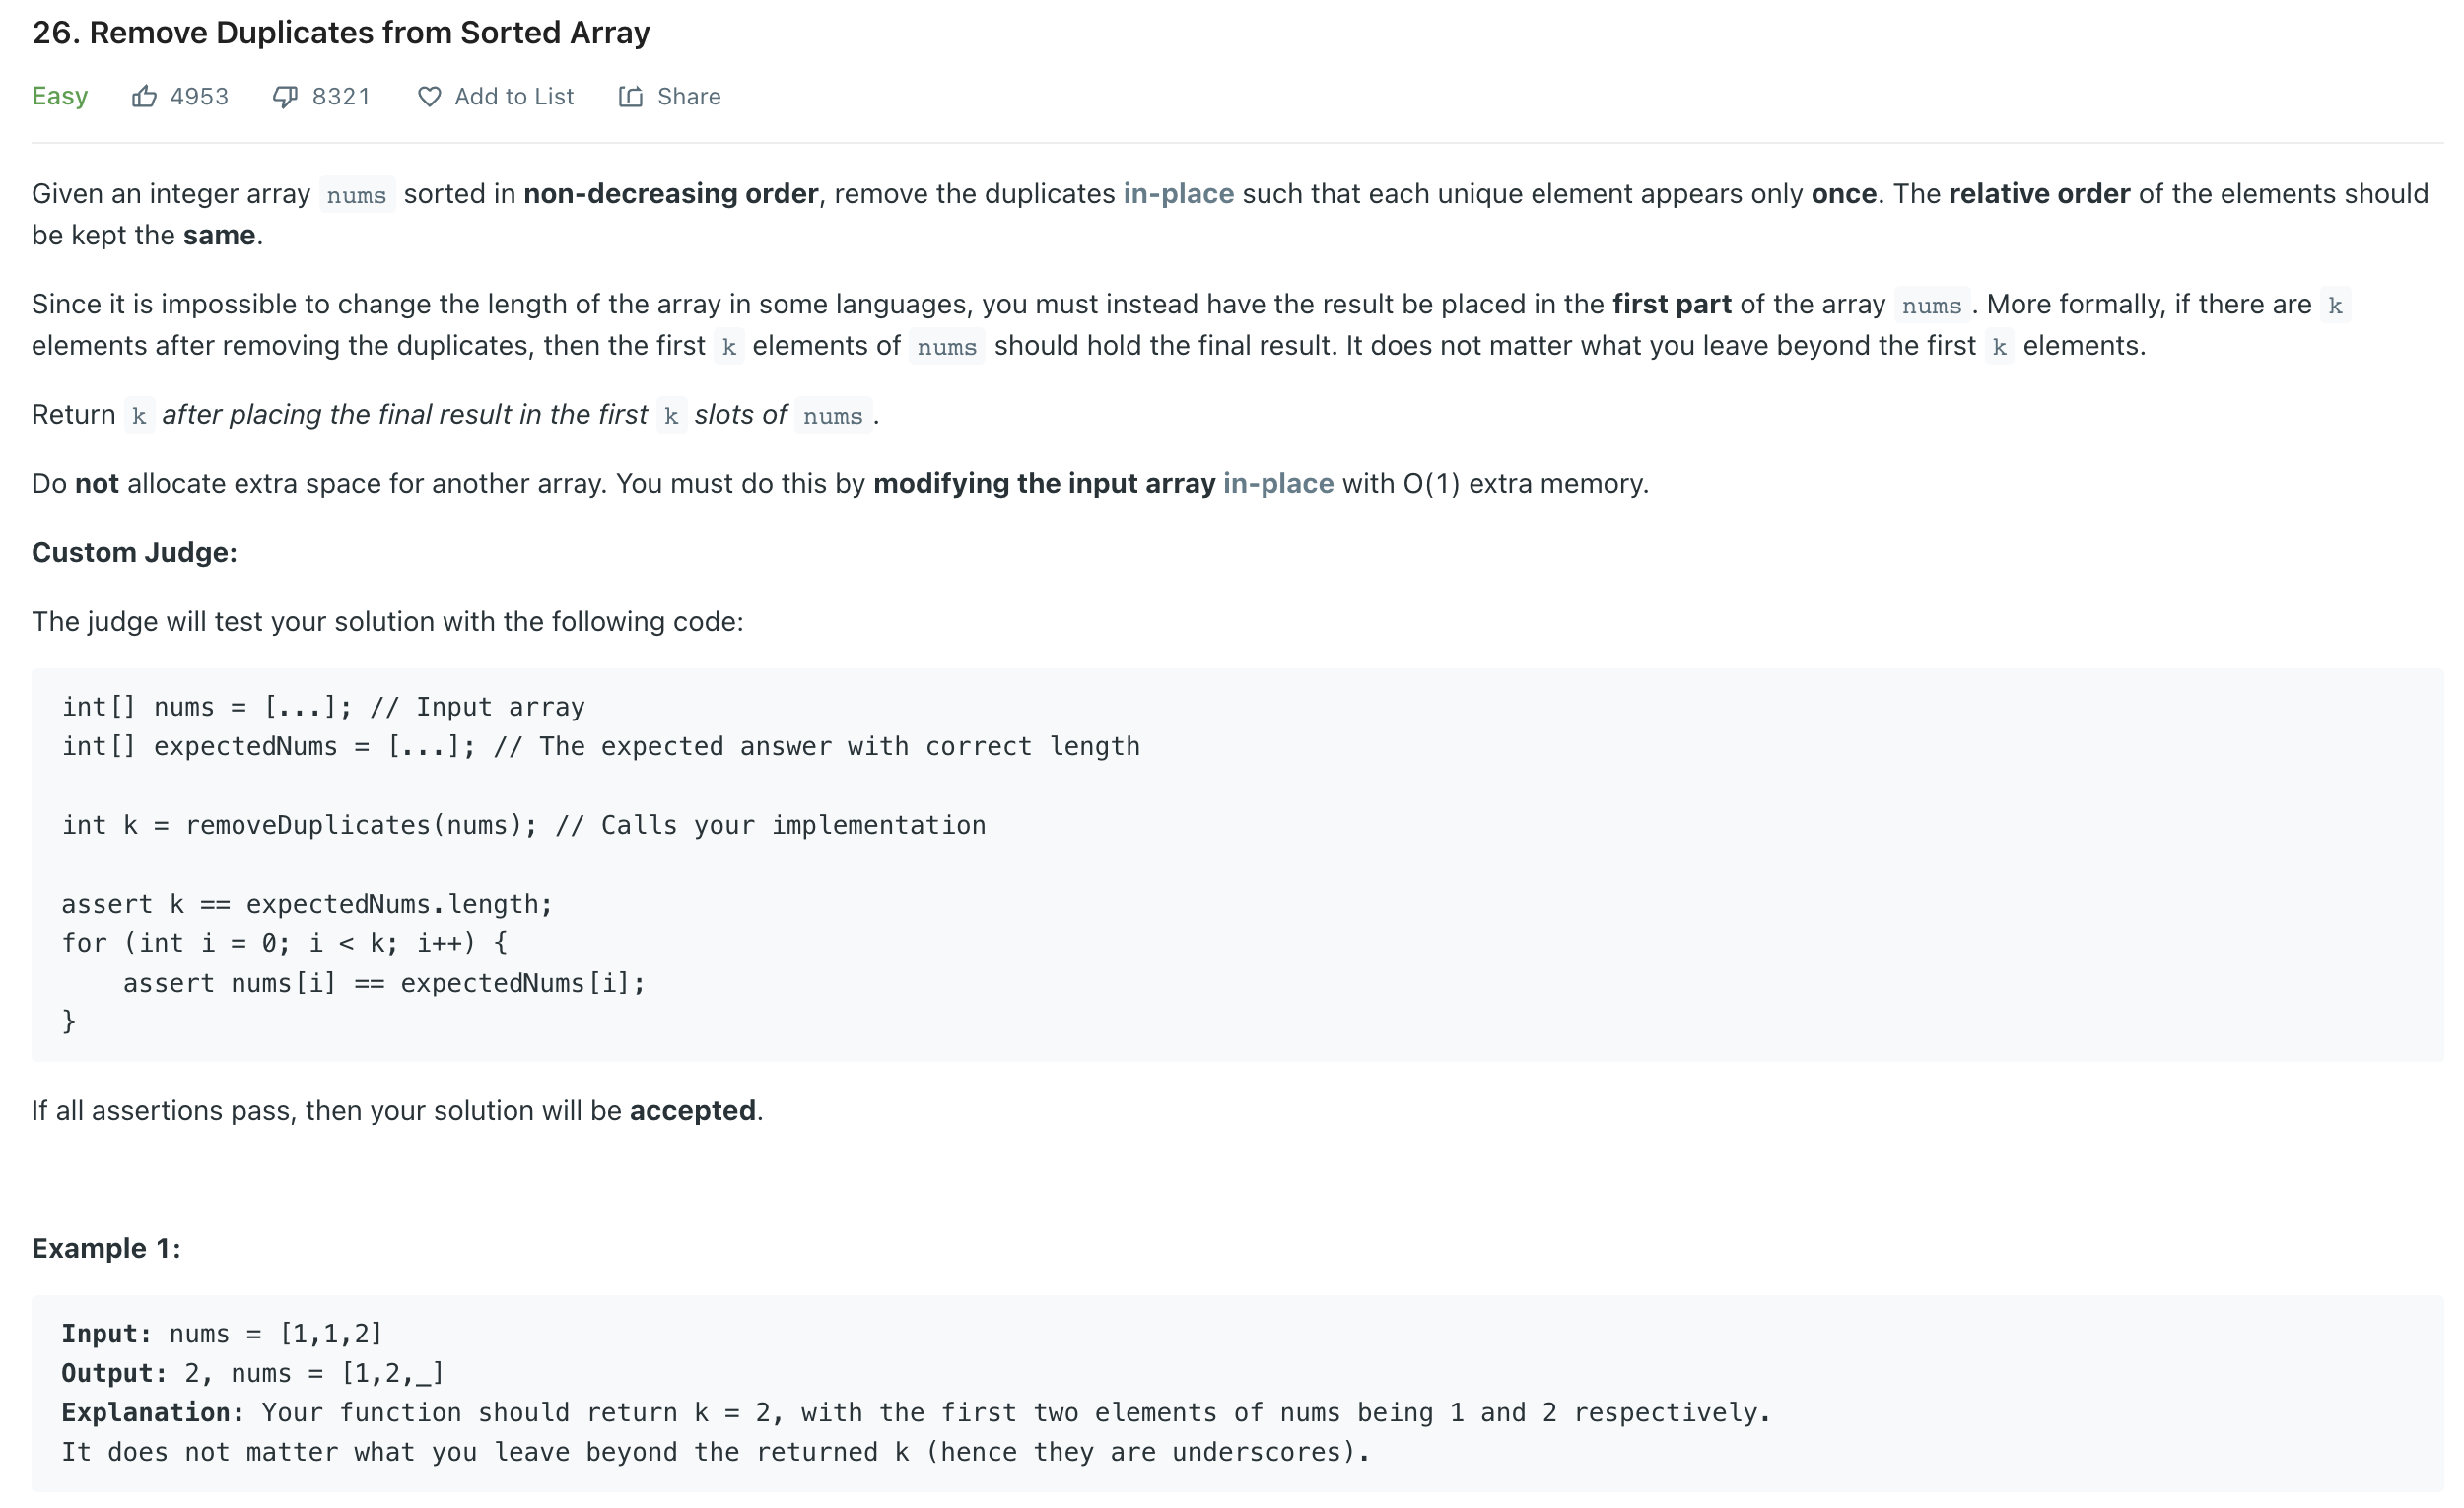 26. Remove Duplicates from Sorted Array
Easy 4953 8321 Add to List Share
Given an integer array nums sorted in non-decreasing order, remove the duplicates in-place such that each unique element appears only once. The relative order of the elements should
be kept the same.
Since it is impossible to change the length of the array in some languages, you must instead have the result be placed in the first part of the array nums. More formally, if there are k
elements after removing the duplicates, then the first k elements of nums should hold the final result. It does not matter what you leave beyond the first k elements.
Return k after placing the final result in the first k slots of nums.
Do not allocate extra space for another array. You must do this by modifying the input array in-place with O(1) extra memory.
Custom Judge:
The judge will test your solution with the following code:
int[] nums = [...]; // Input array
int[] expectedNums = [...]; // The expected answer with correct length
int k = removeDuplicates(nums); // Calls your implementation
assert k == expectedNums.length;
for (int i = 0; i < k; i++) {
    assert nums[i] == expectedNums[i];
}
If all assertions pass, then your solution will be accepted.
Example 1:
Input: nums = [1,1,2]
Output: 2, nums = [1,2,_]
Explanation: Your function should return k = 2, with the first two elements of nums being 1 and 2 respectively.
It does not matter what you leave beyond the returned k (hence they are underscores).